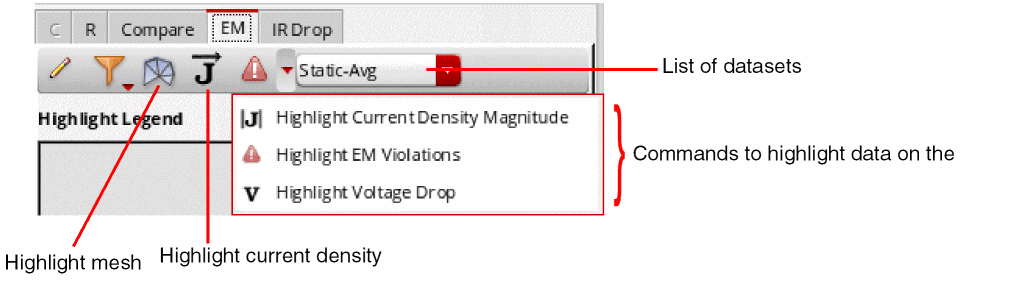 C R Compare EM IR Drop
J Static-Avg
List of datasets
Highlight Legend
|J| Highlight Current Density Magnitude
Highlight EM Violations
V Highlight Voltage Drop
Commands to highlight data on the
Highlight mesh
Highlight current density